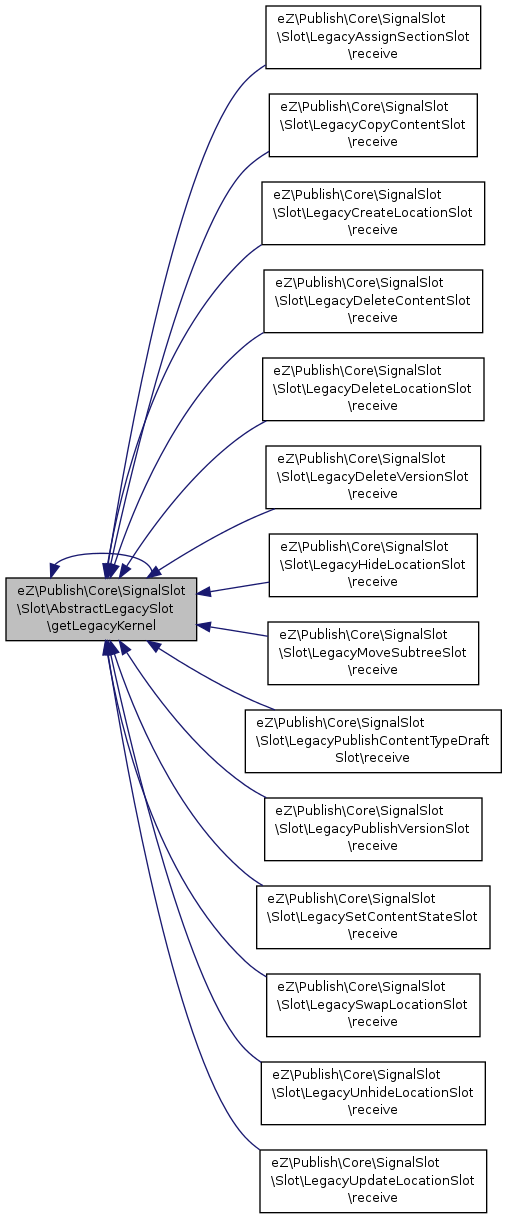 eZ\Publish\Core\SignalSlot
\Slot\LegacyAssignSectionSlot
\receive
eZ\Publish\Core\SignalSlot
\Slot\LegacyCopyContentSlot
\receive
eZ\Publish\Core\SignalSlot
\Slot\LegacyCreateLocationSlot
\receive
eZ\Publish\Core\SignalSlot
\Slot\LegacyDeleteContentSlot
\receive
eZ\Publish\Core\SignalSlot
\Slot\LegacyDeleteLocationSlot
\receive
eZ\Publish\Core\SignalSlot
\Slot\LegacyDeleteVersionSlot
\receive
eZ\Publish\Core\SignalSlot
\Slot\LegacyHideLocationSlot
\receive
eZ\Publish\Core\SignalSlot
\Slot\AbstractLegacySlot
\getLegacyKernel
eZ\Publish\Core\SignalSlot
\Slot\LegacyMoveSubtreeSlot
\receive
eZ\Publish\Core\SignalSlot
\Slot\LegacyPublishContentTypeDraft
Slot\receive
eZ\Publish\Core\SignalSlot
\Slot\LegacyPublishVersionSlot
\receive
eZ\Publish\Core\SignalSlot
\Slot\LegacySetContentStateSlot
\receive
eZ\Publish\Core\SignalSlot
\Slot\LegacySwapLocationSlot
\receive
eZ\Publish\Core\SignalSlot
\Slot\LegacyUnhideLocationSlot
\receive
eZ\Publish\Core\SignalSlot
\Slot\LegacyUpdateLocationSlot
\receive